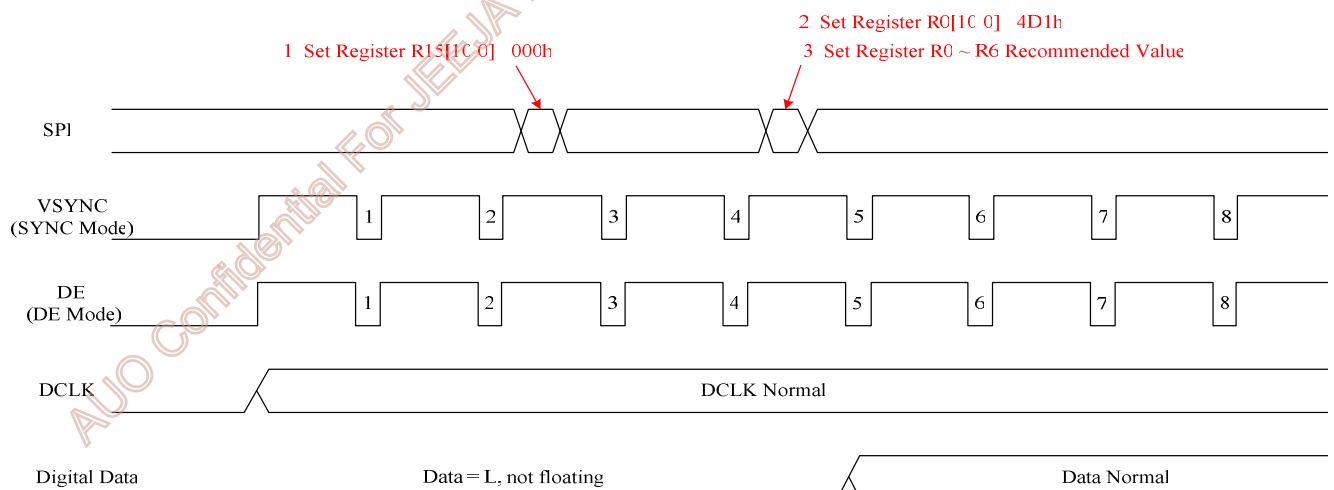 2 Set Register R0[10 0] 4D1h
1 Set Register R15[10 0] 000h
3 Set Register R0 ~ R6 Recommended Value
SPI
VSYNC
(SYNC Mode)
1 2 3 4 5 6 7 8
DE
(DE Mode)
1 2 3 4 5 6 7 8
DCLK
DCLK Normal
Digital Data
Data = L, not floating
Data Normal
AUO Confidential For JEEJA